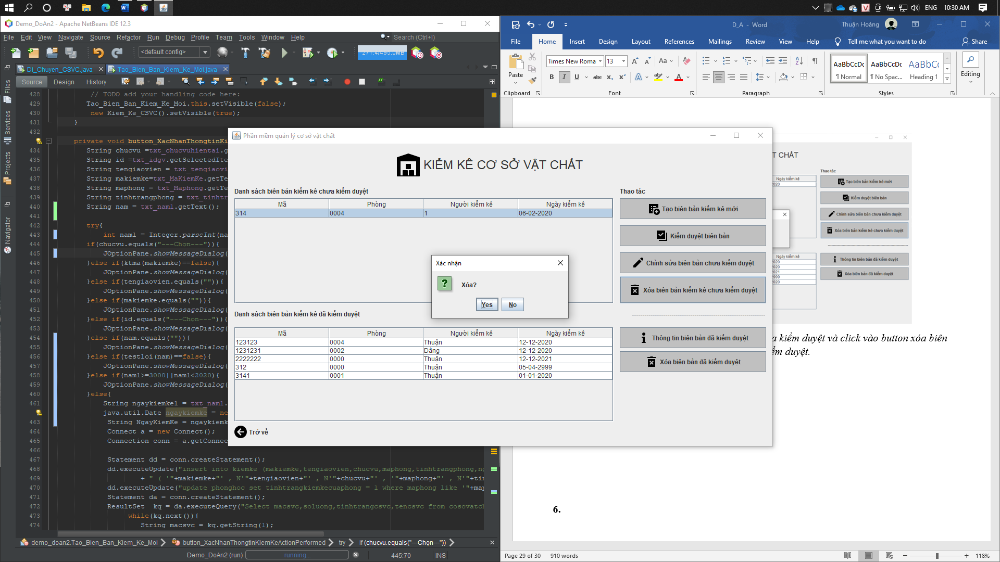 ENG 10:30 AM
Demo_DoAn2 - Apache NetBeans IDE 12.3
File Edit View Navigate Source Refactor Run Debug Profile Team Tools Window Help
Search (Ctrl+I)
<default config>
271.4/495.0MB
Di_Chuyen_CSVC.java
Tao_Bien_Ban_Kiem_Ke_Moi.java
Source Design History
Files
Services
Projects
Navigator
428 // TODO add your handling code here:
429 Tao_Bien_Ban_Kiem_Ke_Moi.this.setVisible(false);
430 new Kiem_Ke_CSVC().setVisible(true);
431 }
432
private void button_XacNhanThongtinKi
434 String chucvu =txt_chucvuhientai.g
435 String id =txt_idgv.getSelectedIte
436 String tengiaovien = txt_tengiaovi
437 String makiemke=txt_MaKiemKe.getTe
438 String maphong = txt_Maphong.getTe
439 String tinhtrangphong = txt_tinhtr
440 String nam = txt_nam1.getText();
441
442 try{
443 int nam1 = Integer.parseInt(na
444 if(chucvu.equals("---Chọn---")){
445 JOptionPane.showMessageDialog(
446 }else if(ktma(makiemke)==false){
447 JOptionPane.showMessageDialog(
448 }else if(tengiaovien.equals("")){
449 JOptionPane.showMessageDialog(
450 }else if(makiemke.equals("")){
451 JOptionPane.showMessageDialog(
452 }else if(id.equals("---Chọn---")){
453 JOptionPane.showMessageDialog(
454 }else if(nam.equals("")){
455 JOptionPane.showMessageDialog(
456 }else if(testloi(nam)==false){
457 JOptionPane.showMessageDialog(
458 }else if(nam1>=3000||nam1<2020){
459 JOptionPane.showMessageDialog(
460 }else{
461 String ngaykiemke1 = txt_nam1.
java.util.Date ngaykiemke = ne
463 String NgayKiemKe = ngaykiemk
464 Connect a = new Connect();
465 Connection conn = a.getConnec
466
467 Statement dd = conn.createStatement();
468 dd.executeUpdate("insert into kiemke (makiemke,tengiaovien,chucvu,maphong,tinhtrangphong,ng
469 + " ( '"+makiemke+"' , N'"+tengiaovien+"' , N'"+chucvu+"' , '"+maphong+"' , N'"+tin
470 dd.executeUpdate("update phonghoc set tinhtrangkiemkecuaphong = 1 where maphong like '"+map
471 Statement da = conn.createStatement();
472 ResultSet kq = da.executeQuery("Select macsvc,soluong,tinhtrangcsvc,tencsvc from cosovatch
473 while(kq.next()){
474 String macsvc = kq.getString(1);
demo_doan2.Tao_Bien_Ban_Kiem_Ke_Moi button_XacNhanThongtinKiemKeActionPerformed try if (chucvu.equals("---Chọn---"))
Demo_DoAn2 (run) running... 445:70 INS
Phần mềm quản lý cơ sở vật chất
KIỂM KÊ CƠ SỞ VẬT CHẤT
Danh sách biên bản kiểm kê chưa kiểm duyệt
Mã Phòng Người kiểm kê Ngày kiểm kê
314 0004 1 06-02-2020
Thao tác
Tạo biên bản kiểm kê mới
Kiểm duyệt biên bản
Chỉnh sửa biên bản chưa kiểm duyệt
Xóa biên bản kiểm kê chưa kiểm duyệt
Xác nhận
Xóa?
Yes No
Danh sách biên bản kiểm kê đã kiểm duyệt
Mã Phòng Người kiểm kê Ngày kiểm kê
123123 0004 Thuận 12-12-2020
1231231 0002 Dâng 12-12-2020
2222222 0000 Thuận 12-12-2021
312 0000 Thuận 05-04-2999
3141 0001 Thuận 01-01-2020
Thông tin biên bản đã kiểm duyệt
Xóa biên bản đã kiểm duyệt
Trở về
D_A - Word
Thuận Hoàng
File Home Insert Design Layout References Mailings Review View Help Tell me what you want to do Share
Paste
Clipboard
Times New Roma 13
Font
Paragraph
AaBbCcDc AaBbCcDc AaBbCc
¶ Normal ¶ No Spac... Heading 1
Styles
Editing
T CHẤT
Thao tác
Ngày kiểm kê
2020
Tạo biên bản kiểm kê mới
Kiểm duyệt biên bản
Chỉnh sửa biên bản chưa kiểm duyệt
Xóa biên bản kiểm kê chưa kiểm duyệt
Ngày kiểm kê
2020
2020
2021
2999
2020
Thông tin biên bản đã kiểm duyệt
Xóa biên bản đã kiểm duyệt
a kiểm duyệt và click vào button xóa biên
ểm duyệt.
6.
Page 29 of 30 910 words 118%